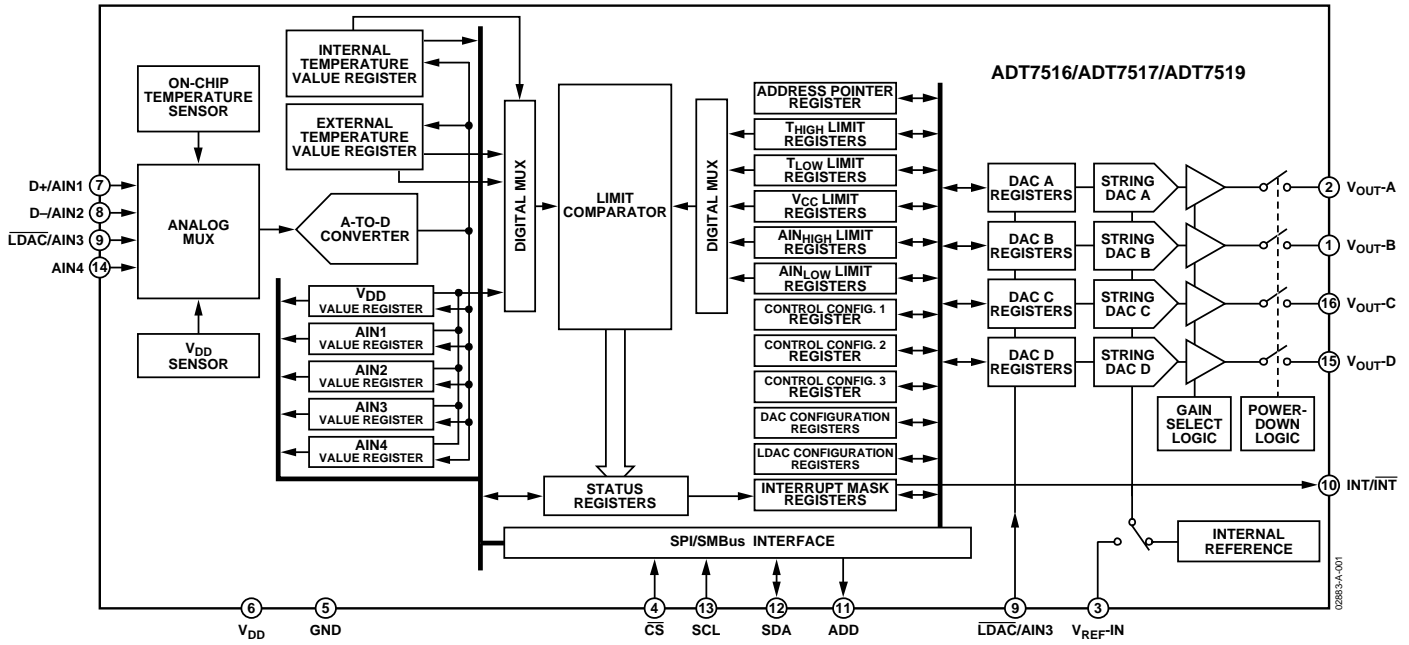 ADT7516/ADT7517/ADT7519
INTERNAL
TEMPERATURE
VALUE REGISTER
ON-CHIP
TEMPERATURE
SENSOR
EXTERNAL
TEMPERATURE
VALUE REGISTER
D+/AIN1
7
D–/AIN2
8
LDAC/AIN3
9
AIN4
14
ANALOG
MUX
A-TO-D
CONVERTER
VDD
SENSOR
VDD
VALUE REGISTER
AIN1
VALUE REGISTER
AIN2
VALUE REGISTER
AIN3
VALUE REGISTER
AIN4
VALUE REGISTER
DIGITAL MUX
LIMIT
COMPARATOR
DIGITAL MUX
ADDRESS POINTER
REGISTER
THIGH LIMIT
REGISTERS
TLOW LIMIT
REGISTERS
VCC LIMIT
REGISTERS
AINHIGH LIMIT
REGISTERS
AINLOW LIMIT
REGISTERS
CONTROL CONFIG. 1
REGISTER
CONTROL CONFIG. 2
REGISTER
CONTROL CONFIG. 3
REGISTER
DAC CONFIGURATION
REGISTERS
LDAC CONFIGURATION
REGISTERS
INTERRUPT MASK
REGISTERS
STATUS
REGISTERS
SPI/SMBus INTERFACE
DAC A
REGISTERS
STRING
DAC A
2
VOUT-A
DAC B
REGISTERS
STRING
DAC B
1
VOUT-B
DAC C
REGISTERS
STRING
DAC C
16
VOUT-C
DAC D
REGISTERS
STRING
DAC D
15
VOUT-D
GAIN
SELECT
LOGIC
POWER-
DOWN
LOGIC
10
INT/INT
INTERNAL
REFERENCE
6
VDD
5
GND
4
CS
13
SCL
12
SDA
11
ADD
9
LDAC/AIN3
3
VREF-IN
02883-A-001